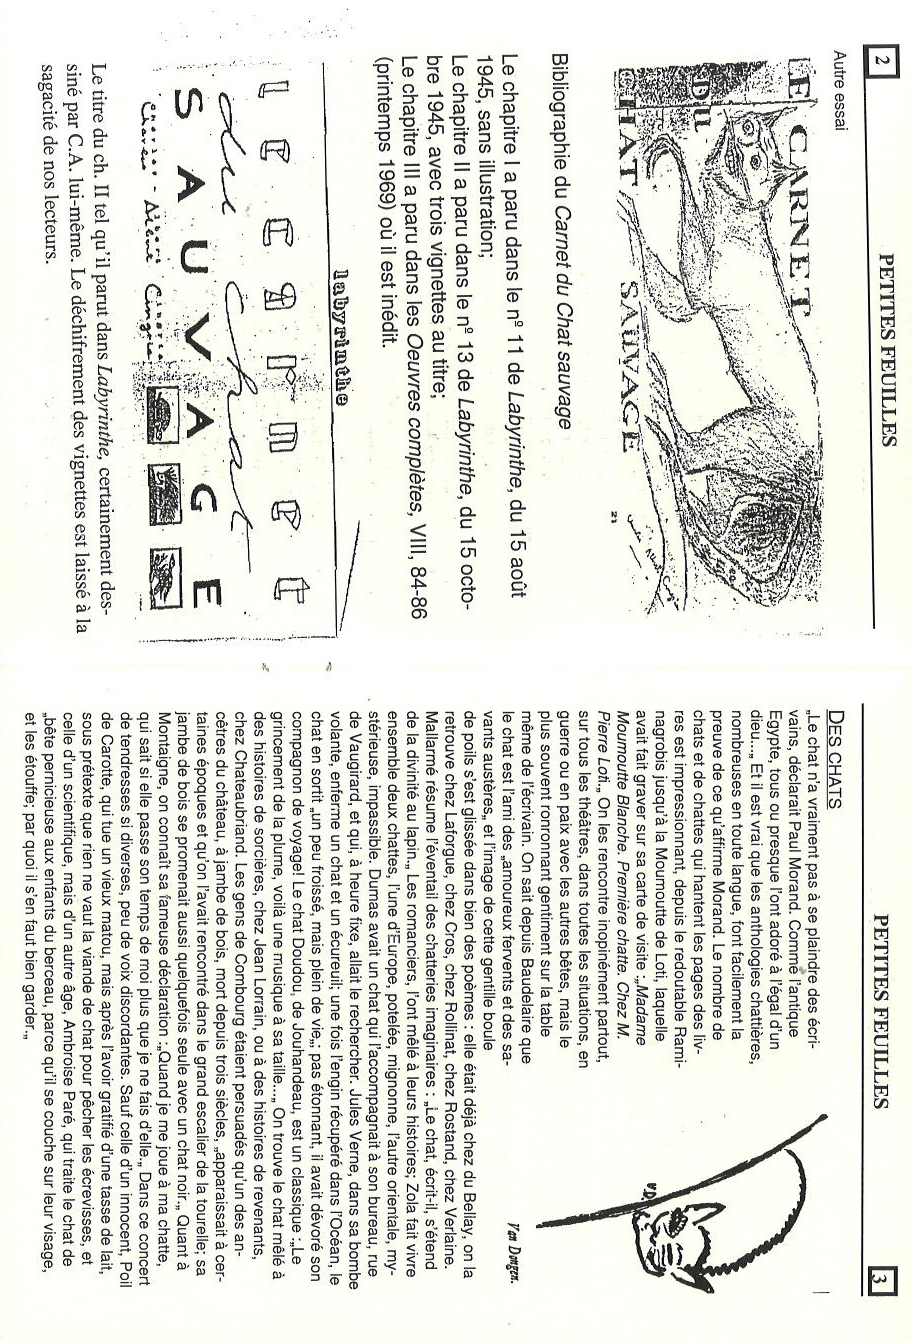 2
PETITES FEUILLES
Autre essai
LE CARNET
DU
CHAT SAUVAGE
21
Bibliographie du Carnet du Chat sauvage
Le chapitre I a paru dans le n° 11 de Labyrinthe, du 15 août
1945, sans illustration;
Le chapitre II a paru dans le n° 13 de Labyrinthe, du 15 octo-
bre 1945, avec trois vignettes au titre;
Le chapitre III a paru dans les Oeuvres complètes, VIII, 84-86
(printemps 1969) où il est inédit.
labyrinthe
le carnet
du chat
SAUVAGE
Charles - Albert Cingria
Le titre du ch. II tel qu'il parut dans Labyrinthe, certainement des-
siné par C.A. lui-même. Le déchifrement des vignettes est laissé à la
sagacité de nos lecteurs.
PETITES FEUILLES
3
DES CHATS
„Le chat n'a vraiment pas à se plaindre des écri-
vains, déclarait Paul Morand. Comme l'antique
Egypte, tous ou presque l'ont adoré à l'égal d'un
dieu...„ Et il est vrai que les anthologies chattières,
nombreuses en toute langue, font facilement la
preuve de ce qu'affirme Morand. Le nombre de
chats et de chattes qui hantent les pages des liv-
res est impressionnant, depuis le redoutable Rami-
nagrobis jusqu'à la Moumoutte de Loti, laquelle
avait fait graver sur sa carte de visite :„Madame
Moumoutte Blanche. Première chatte. Chez M.
Pierre Loti„. On les rencontre inopinément partout,
sur tous les théâtres, dans toutes les situations, en
guerre ou en paix avec les autres bêtes, mais le
plus souvent ronronnant gentiment sur la table
même de l'écrivain. On sait depuis Baudelaire que
le chat est l'ami des „amoureux fervents et des sa-
vants austères„, et l'image de cette gentille boule
de poils s'est glissée dans bien des poèmes : elle était déjà chez du Bellay, on la
retrouve chez Laforgue, chez Cros, chez Rollinat, chez Rostand, chez Verlaine.
Mallarmé résume l'éventail des chatteries imaginaires : „Le chat, écrit-il, s'étend
de la divinité au lapin„. Les romanciers, l'ont mêlé à leurs histoires; Zola fait vivre
ensemble deux chattes, l'une d'Europe, potelée, mignonne, l'autre orientale, my-
stérieuse, impassible. Dumas avait un chat qui l'accompagnait à son bureau, rue
de Vaugirard, et qui, à heure fixe, allait le rechercher. Jules Verne, dans sa bombe
volante, enferme un chat et un écureuil; une fois l'engin récupéré dans l'Océan, le
chat en sortit „un peu froissé, mais plein de vie„; pas étonnant, il avait dévoré son
compagnon de voyage! Le chat Doudou, de Jouhandeau, est un classique :„Le
grincement de la plume, voilà une musique à sa taille...„ On trouve le chat mêlé à
des histoires de sorcières, chez Jean Lorrain, ou à des histoires de revenants,
chez Chateaubriand. Les gens de Combourg étaient persuadés qu'un des an-
cêtres du château, à jambe de bois, mort depuis trois siècles, „apparaissait à cer-
taines époques et qu'on l'avait rencontré dans le grand escalier de la tourelle; sa
jambe de bois se promenait aussi quelquefois seule avec un chat noir„. Quant à
Montaigne, on connaît sa fameuse déclaration :„Quand je me joue à ma chatte,
qui sait si elle passe son temps de moi plus que je ne fais d'elle„. Dans ce concert
de tendresses si diverses, peu de voix discordantes. Sauf celle d'un innocent, Poil
de Carotte, qui tue un vieux matou, mais après l'avoir gratifié d'une tasse de lait,
sous prétexte que rien ne vaut la viande de chat pour pêcher les écrevisses, et
celle d'un scientifique, mais d'un autre âge, Ambroise Paré, qui traite le chat de
„bête pernicieuse aux enfants du berceau, parce qu'il se couche sur leur visage,
et les étouffe; par quoi il s'en faut bien garder„.
V.D.
Van Dongen.